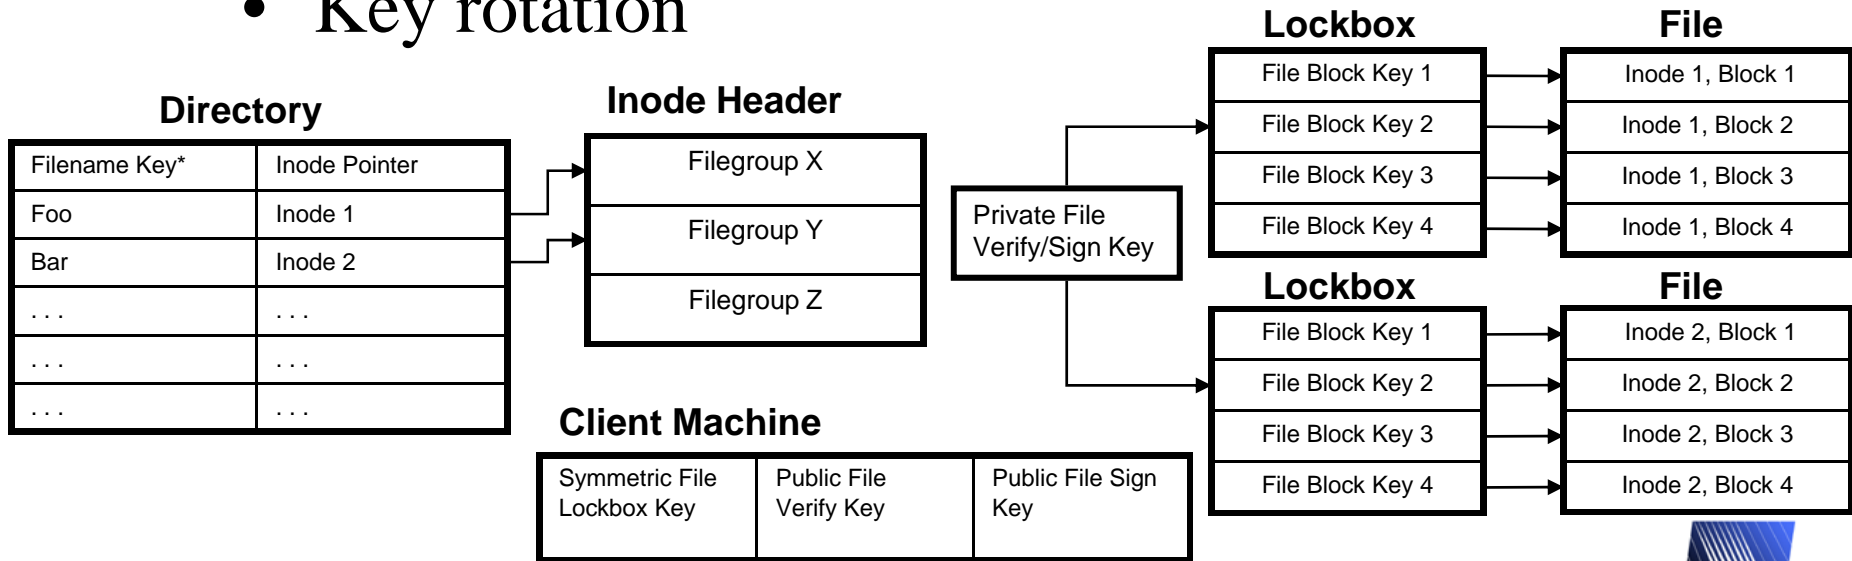 • Key rotation
Directory
Filename Key* Inode Pointer
Foo Inode 1
Bar Inode 2
. . . . . .
. . . . . .
. . . . . .
Inode Header
Filegroup X
Filegroup Y
Filegroup Z
Client Machine
Symmetric File
Lockbox Key
Public File
Verify Key
Public File Sign
Key
Private File
Verify/Sign Key
Lockbox
File Block Key 1
File Block Key 2
File Block Key 3
File Block Key 4
File
Inode 1, Block 1
Inode 1, Block 2
Inode 1, Block 3
Inode 1, Block 4
Lockbox
File Block Key 1
File Block Key 2
File Block Key 3
File Block Key 4
File
Inode 2, Block 1
Inode 2, Block 2
Inode 2, Block 3
Inode 2, Block 4